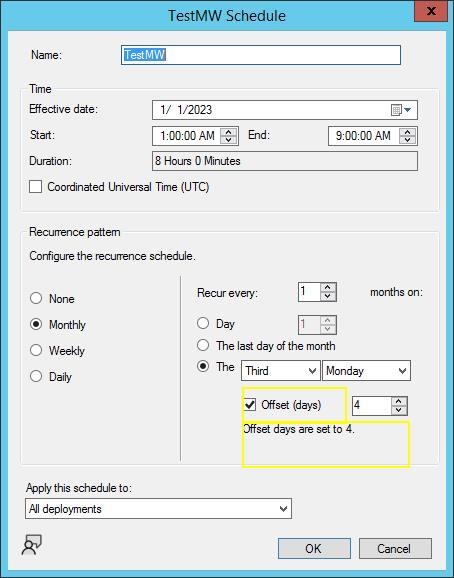 TestMW Schedule
x
Name: TestMW
Time
Effective date: 1/ 1/2023
Start: 1:00:00 AM End: 9:00:00 AM
Duration: 8 Hours 0 Minutes
Coordinated Universal Time (UTC)
Recurrence pattern
Configure the recurrence schedule.
None
Monthly
Weekly
Daily
Recur every: 1 months on:
Day 1
The last day of the month
The Third Monday
Offset (days) 4
Offset days are set to 4.
Apply this schedule to:
All deployments
OK Cancel